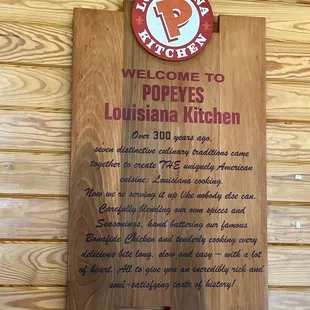 LOUISIANA
P
KITCHEN
WELCOME TO
POPEYES
Louisiana Kitchen
Over 300 years ago,
seven distinctive culinary traditions came
together to create THE uniquely American
cuisine: Louisiana cooking.
Now we're serving it up like nobody else can.
Carefully blending our own spices and
Seasonings, hand battering our famous
Bonafide Chicken and tenderly cooking every
delicious bite long, slow and easy – with a lot
of heart. All to give you an incredibly rich and
soul-satisfying taste of history!